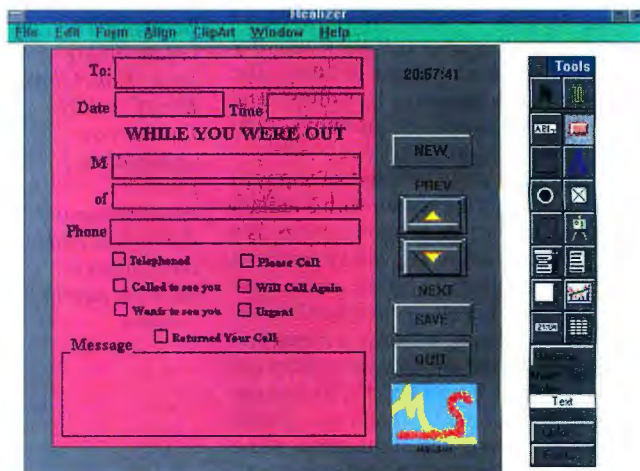 Realizer
File Edit Form Align ClipArt Window Help
To:
Date Time
WHILE YOU WERE OUT
M
of
Phone
Telephoned Please Call
Called to see you Will Call Again
Wants to see you Urgent
Returned Your Call
Message
20:57:41
NEW
PREV
NEXT
SAVE
QUIT
Tools
Text